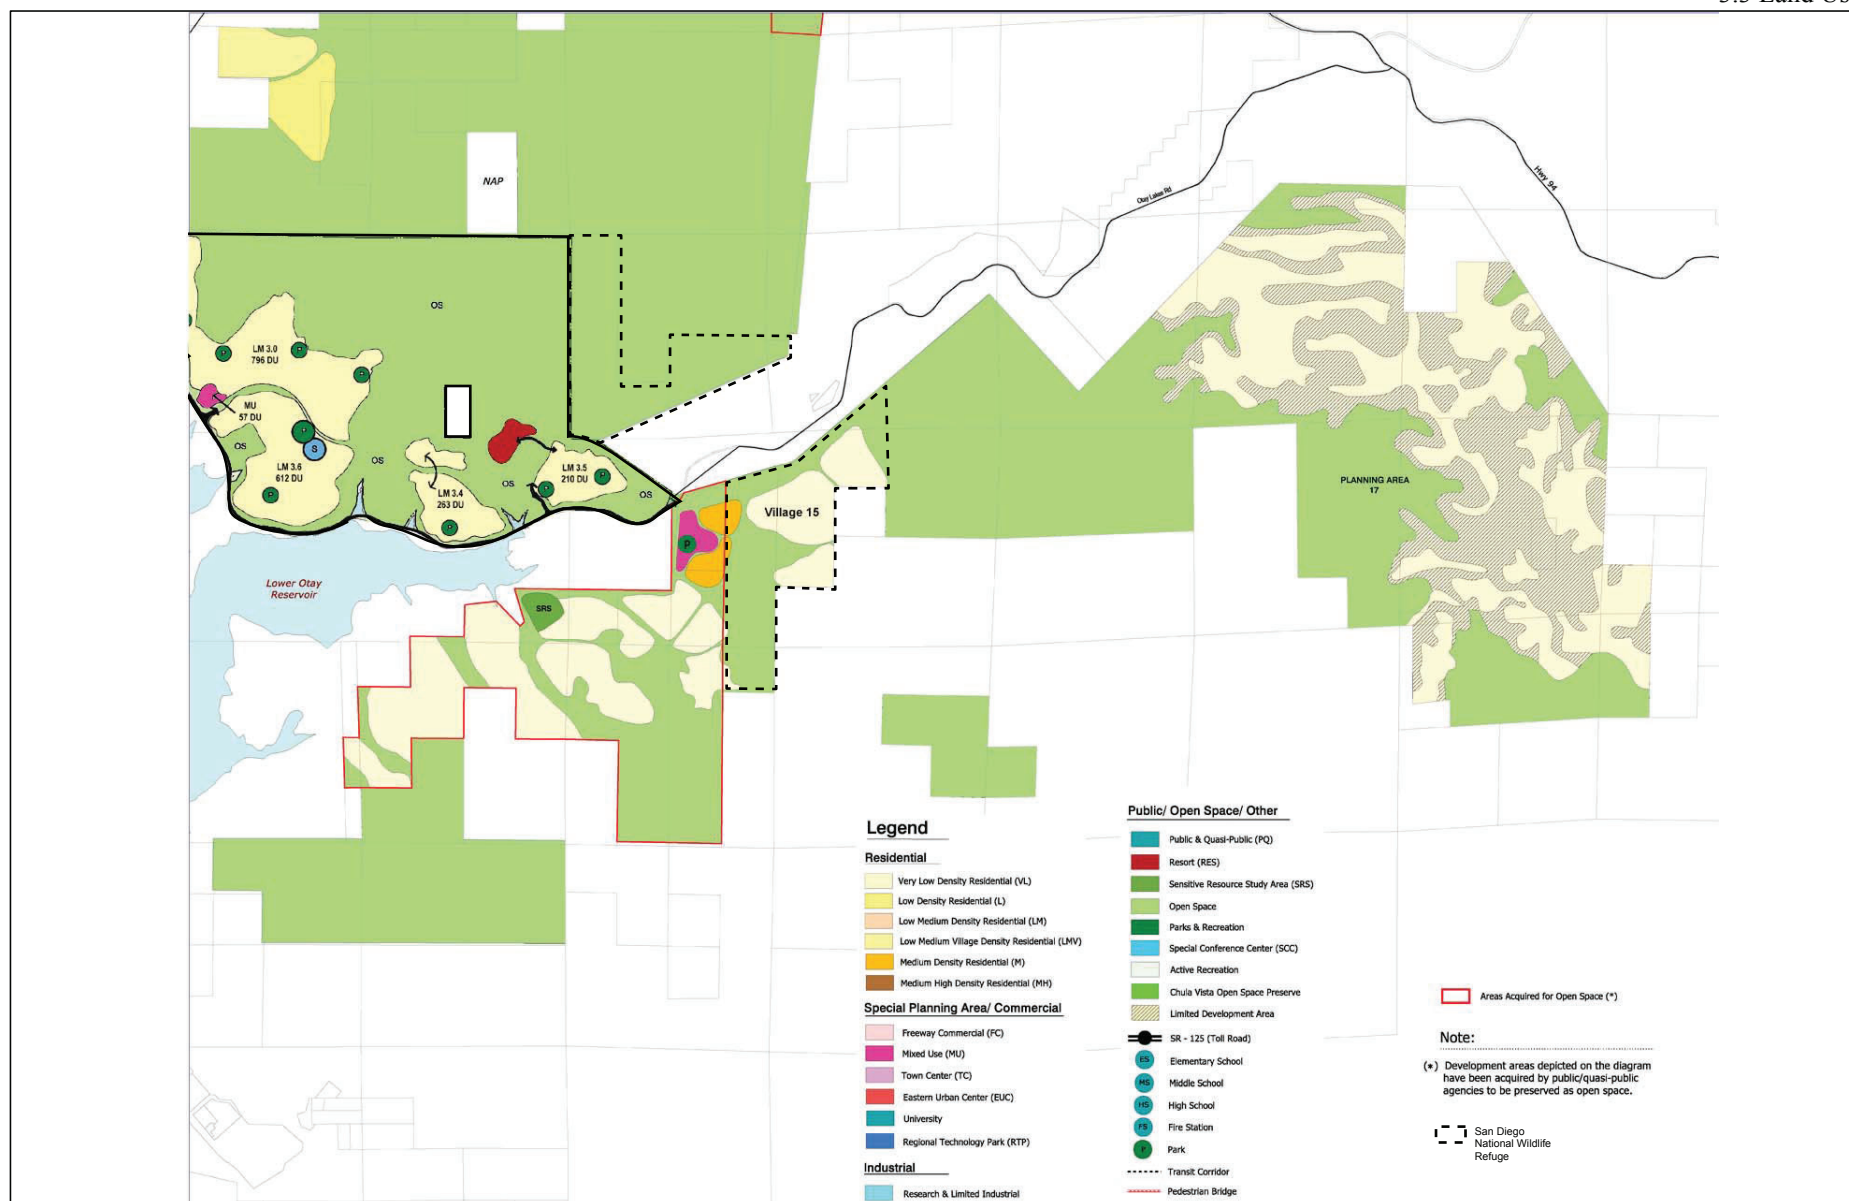 NAP
Otay Lakes Rd
Hwy 94
OS
LM 3.0
796 DU
MU
57 DU
OS
OS
LM 3.6
612 DU
LM 3.4
263 DU
OS
LM 3.5
210 DU
OS
P
P
P
P
S
P
P
P
P
P
Village 15
PLANNING AREA
17
Lower Otay
Reservoir
SRS
Legend
Residential
Very Low Density Residential (VL)
Low Density Residential (L)
Low Medium Density Residential (LM)
Low Medium Village Density Residential (LMV)
Medium Density Residential (M)
Medium High Density Residential (MH)
Special Planning Area/ Commercial
Freeway Commercial (FC)
Mixed Use (MU)
Town Center (TC)
Eastern Urban Center (EUC)
University
Regional Technology Park (RTP)
Industrial
Research & Limited Industrial
Public/ Open Space/ Other
Public & Quasi-Public (PQ)
Resort (RES)
Sensitive Resource Study Area (SRS)
Open Space
Parks & Recreation
Special Conference Center (SCC)
Active Recreation
Chula Vista Open Space Preserve
Limited Development Area
SR - 125 (Toll Road)
ES Elementary School
MS Middle School
HS High School
FS Fire Station
P Park
Transit Corridor
Pedestrian Bridge
Areas Acquired for Open Space (*)
Note:
(*) Development areas depicted on the diagram
have been acquired by public/quasi-public
agencies to be preserved as open space.
San Diego
National Wildlife
Refuge